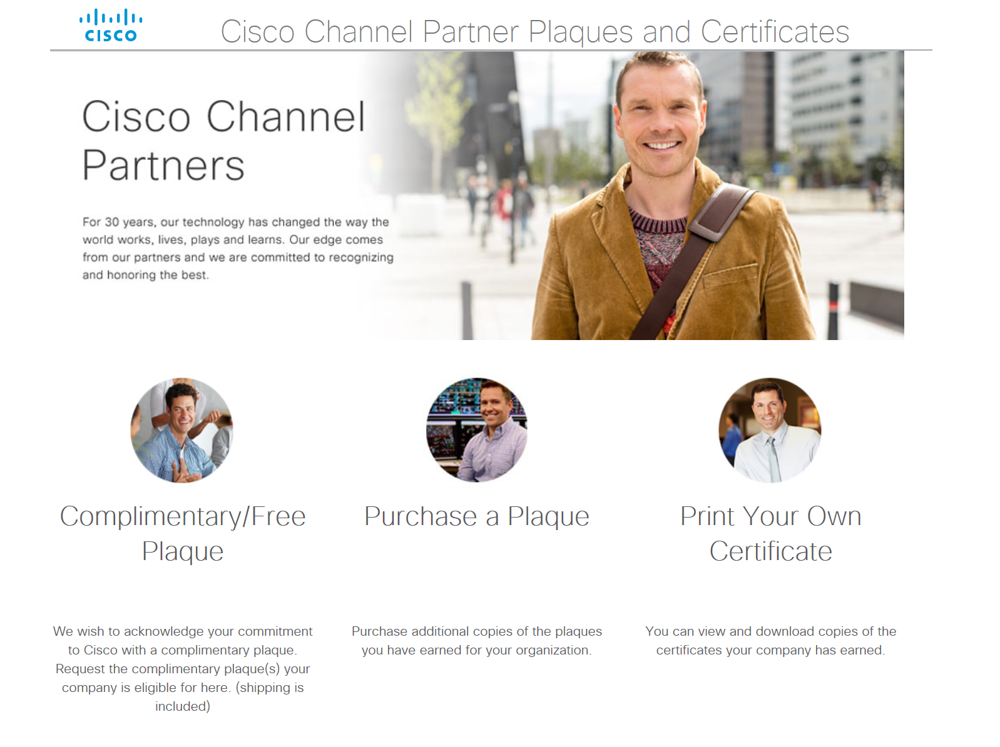 CISCO
Cisco Channel Partner Plaques and Certificates
Cisco Channel
Partners
For 30 years, our technology has changed the way the
world works, lives, plays and learns. Our edge comes
from our partners and we are committed to recognizing
and honoring the best.
Complimentary/Free
Plaque
We wish to acknowledge your commitment
to Cisco with a complimentary plaque.
Request the complimentary plaque(s) your
company is eligible for here. (shipping is
included)
Purchase a Plaque
Purchase additional copies of the plaques
you have earned for your organization.
Print Your Own
Certificate
You can view and download copies of the
certificates your company has earned.